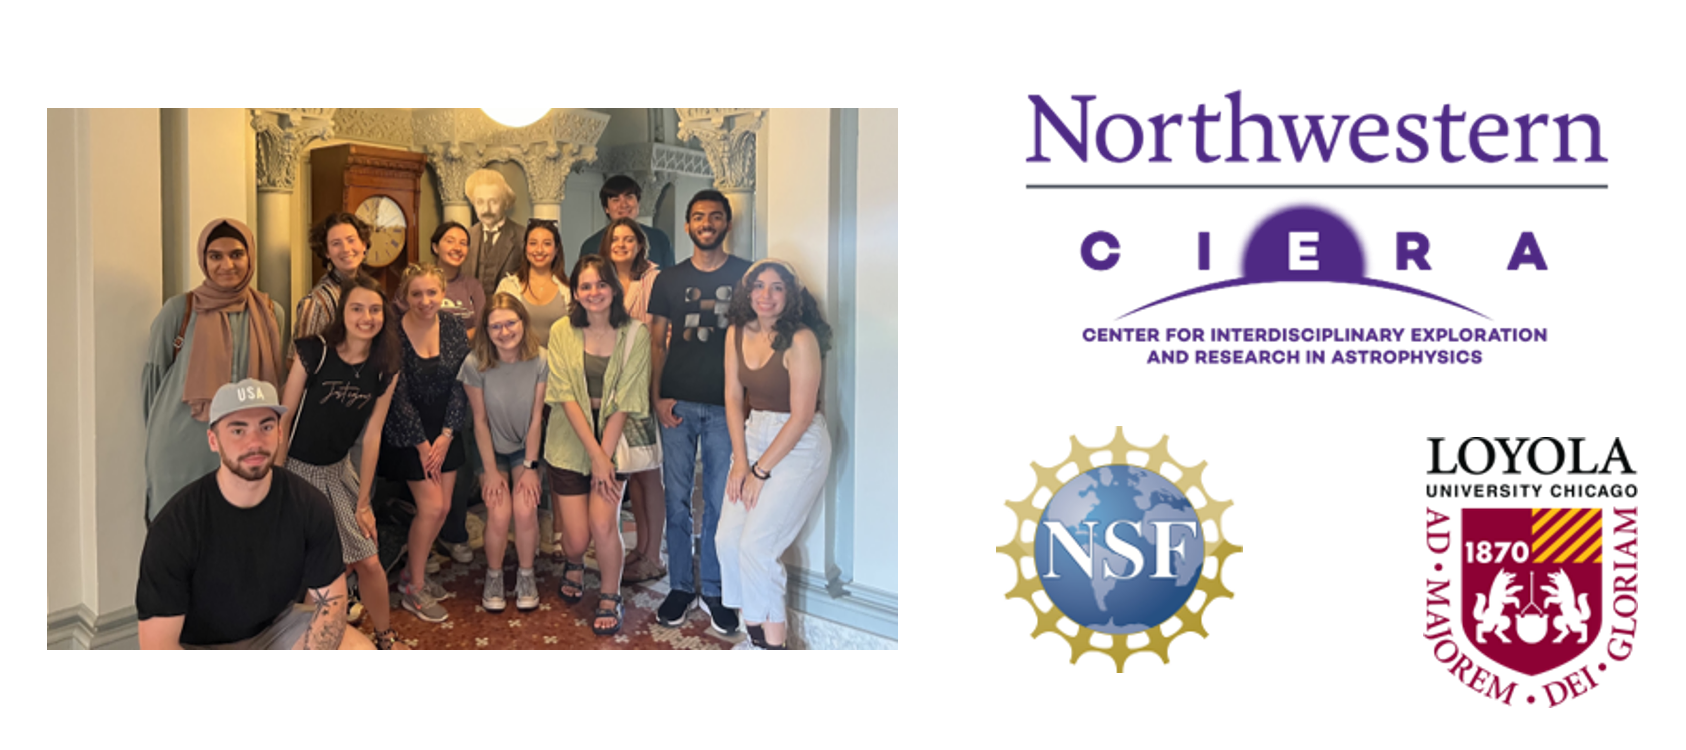 USA
Northwestern
CIERA
CENTER FOR INTERDISCIPLINARY EXPLORATION
AND RESEARCH IN ASTROPHYSICS
NSF
LOYOLA
UNIVERSITY CHICAGO
1870
AD • MAJOREM • DEI • GLORIAM